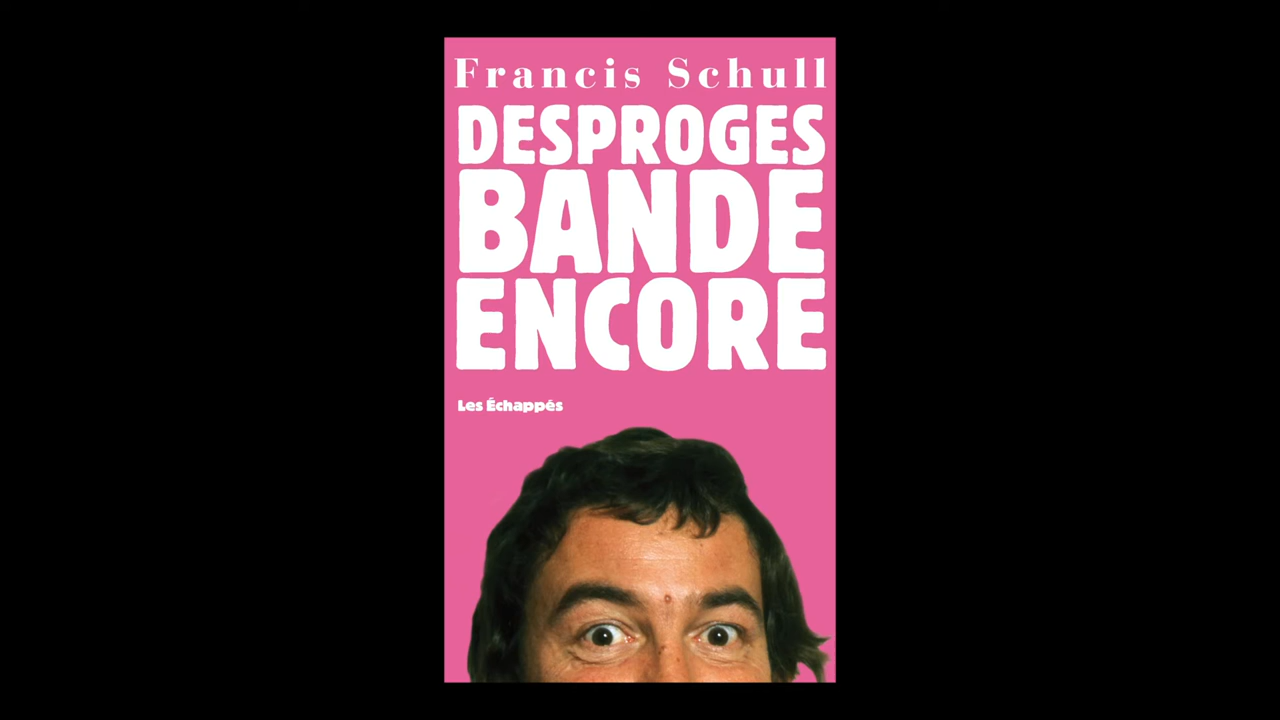 Francis Schull
DESPROGES
BANDE
ENCORE
Les Échappés